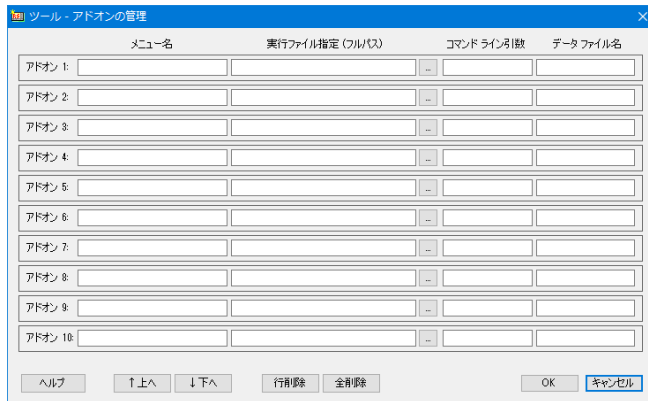 ツール - アドオンの管理
メニュー名 実行ファイル指定 (フルパス) コマンド ライン引数 データ ファイル名
アドオン 1: ...
アドオン 2: ...
アドオン 3: ...
アドオン 4: ...
アドオン 5: ...
アドオン 6: ...
アドオン 7: ...
アドオン 8: ...
アドオン 9: ...
アドオン 10: ...
ヘルプ ↑上へ ↓下へ 行削除 全削除 OK キャンセル